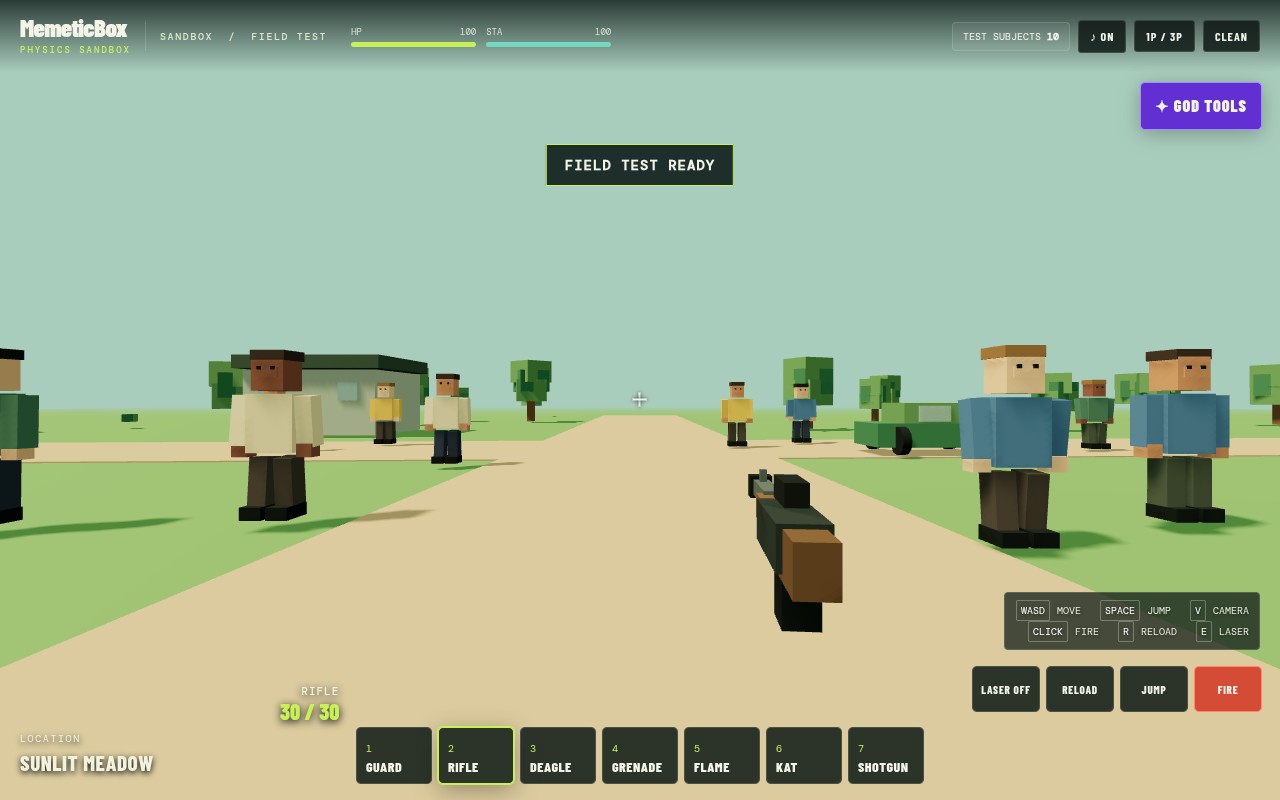 MemeticBox
PHYSICS SANDBOX
SANDBOX / FIELD TEST
HP 100
STA 100
TEST SUBJECTS 10
♪ ON
1P / 3P
CLEAN
✦ GOD TOOLS
FIELD TEST READY
WASD MOVE SPACE JUMP V CAMERA
CLICK FIRE R RELOAD E LASER
LASER OFF
RELOAD
JUMP
FIRE
RIFLE
30 / 30
LOCATION
SUNLIT MEADOW
1 GUARD
2 RIFLE
3 DEAGLE
4 GRENADE
5 FLAME
6 KAT
7 SHOTGUN